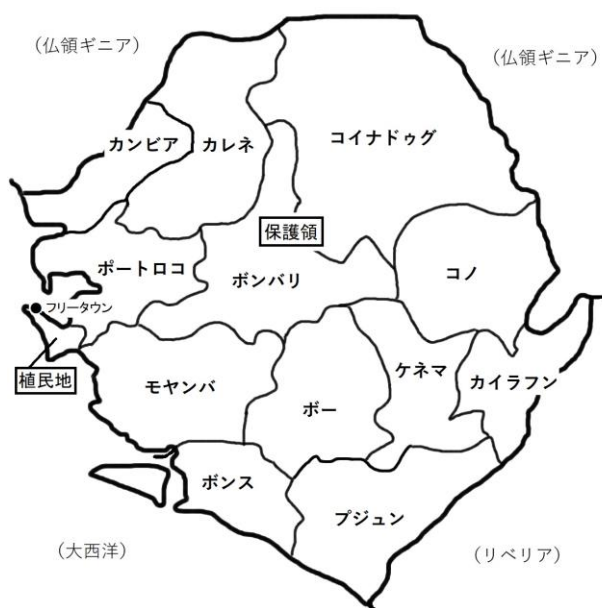 (仏領ギニア)
(仏領ギニア)
カンビア
カレネ
コイナドゥグ
保護領
ポートロコ
ボンバリ
コノ
フリータウン
植民地
モヤンバ
ボー
ケネマ
カイラフン
ボンス
プジュン
(大西洋)
(リベリア)